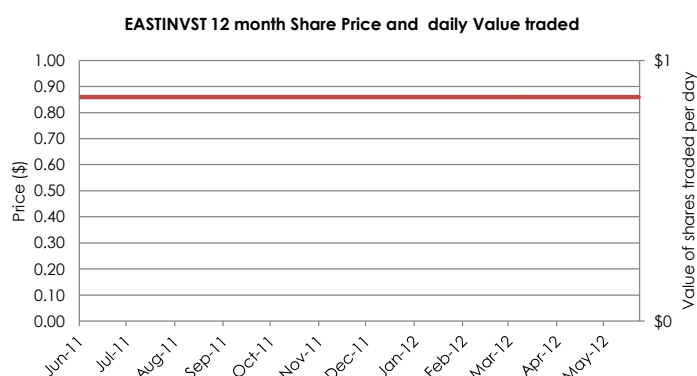 EASTINVST 12 month Share Price and  daily Value traded
1.00
0.90
0.80
0.70
0.60
0.50
0.40
0.30
0.20
0.10
0.00
Price ($)
$1
$0
Value of shares traded per day
Jun-11
Jul-11
Aug-11
Sep-11
Oct-11
Nov-11
Dec-11
Jan-12
Feb-12
Mar-12
Apr-12
May-12